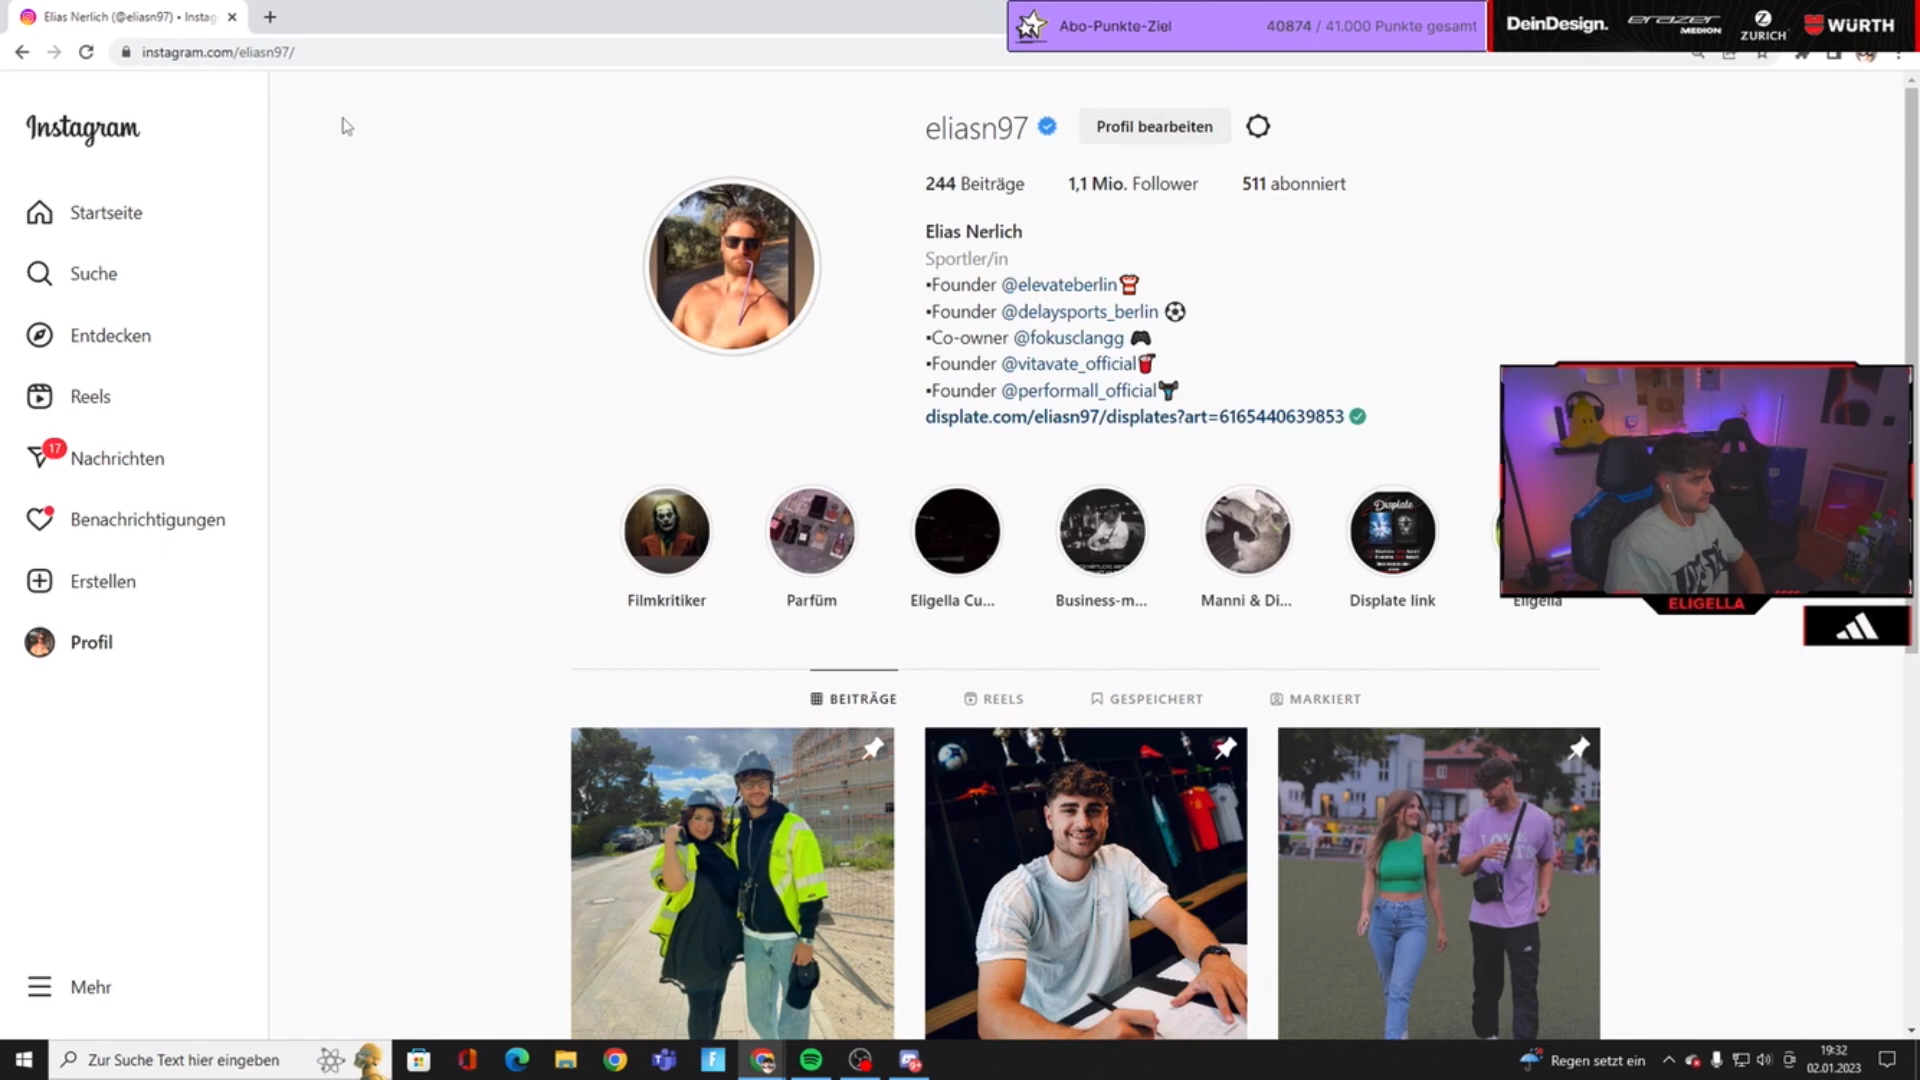 Elias Nerlich (@eliasn97) • Instag
Abo-Punkte-Ziel
40874 / 41.000 Punkte gesamt
DeinDesign.
erazer
MEDION
ZURICH
WÜRTH
instagram.com/eliasn97/
Instagram
Startseite
Suche
Entdecken
Reels
17
Nachrichten
Benachrichtigungen
Erstellen
Profil
Mehr
eliasn97
Profil bearbeiten
244 Beiträge
1,1 Mio. Follower
511 abonniert
Elias Nerlich
Sportler/in
▪Founder @elevateberlin
▪Founder @delaysports_berlin ⚽
▪Co-owner @fokusclangg 🎮
▪Founder @vitavate_official
▪Founder @performall_official
displate.com/eliasn97/displates?art=6165440639853
Displate
Filmkritiker
Parfüm
Eligella Cu...
Business-m...
Manni & Di...
Displate link
Eligella
ELIGELLA
BEITRÄGE
REELS
GESPEICHERT
MARKIERT
Zur Suche Text hier eingeben
Regen setzt ein
19:32
02.01.2023